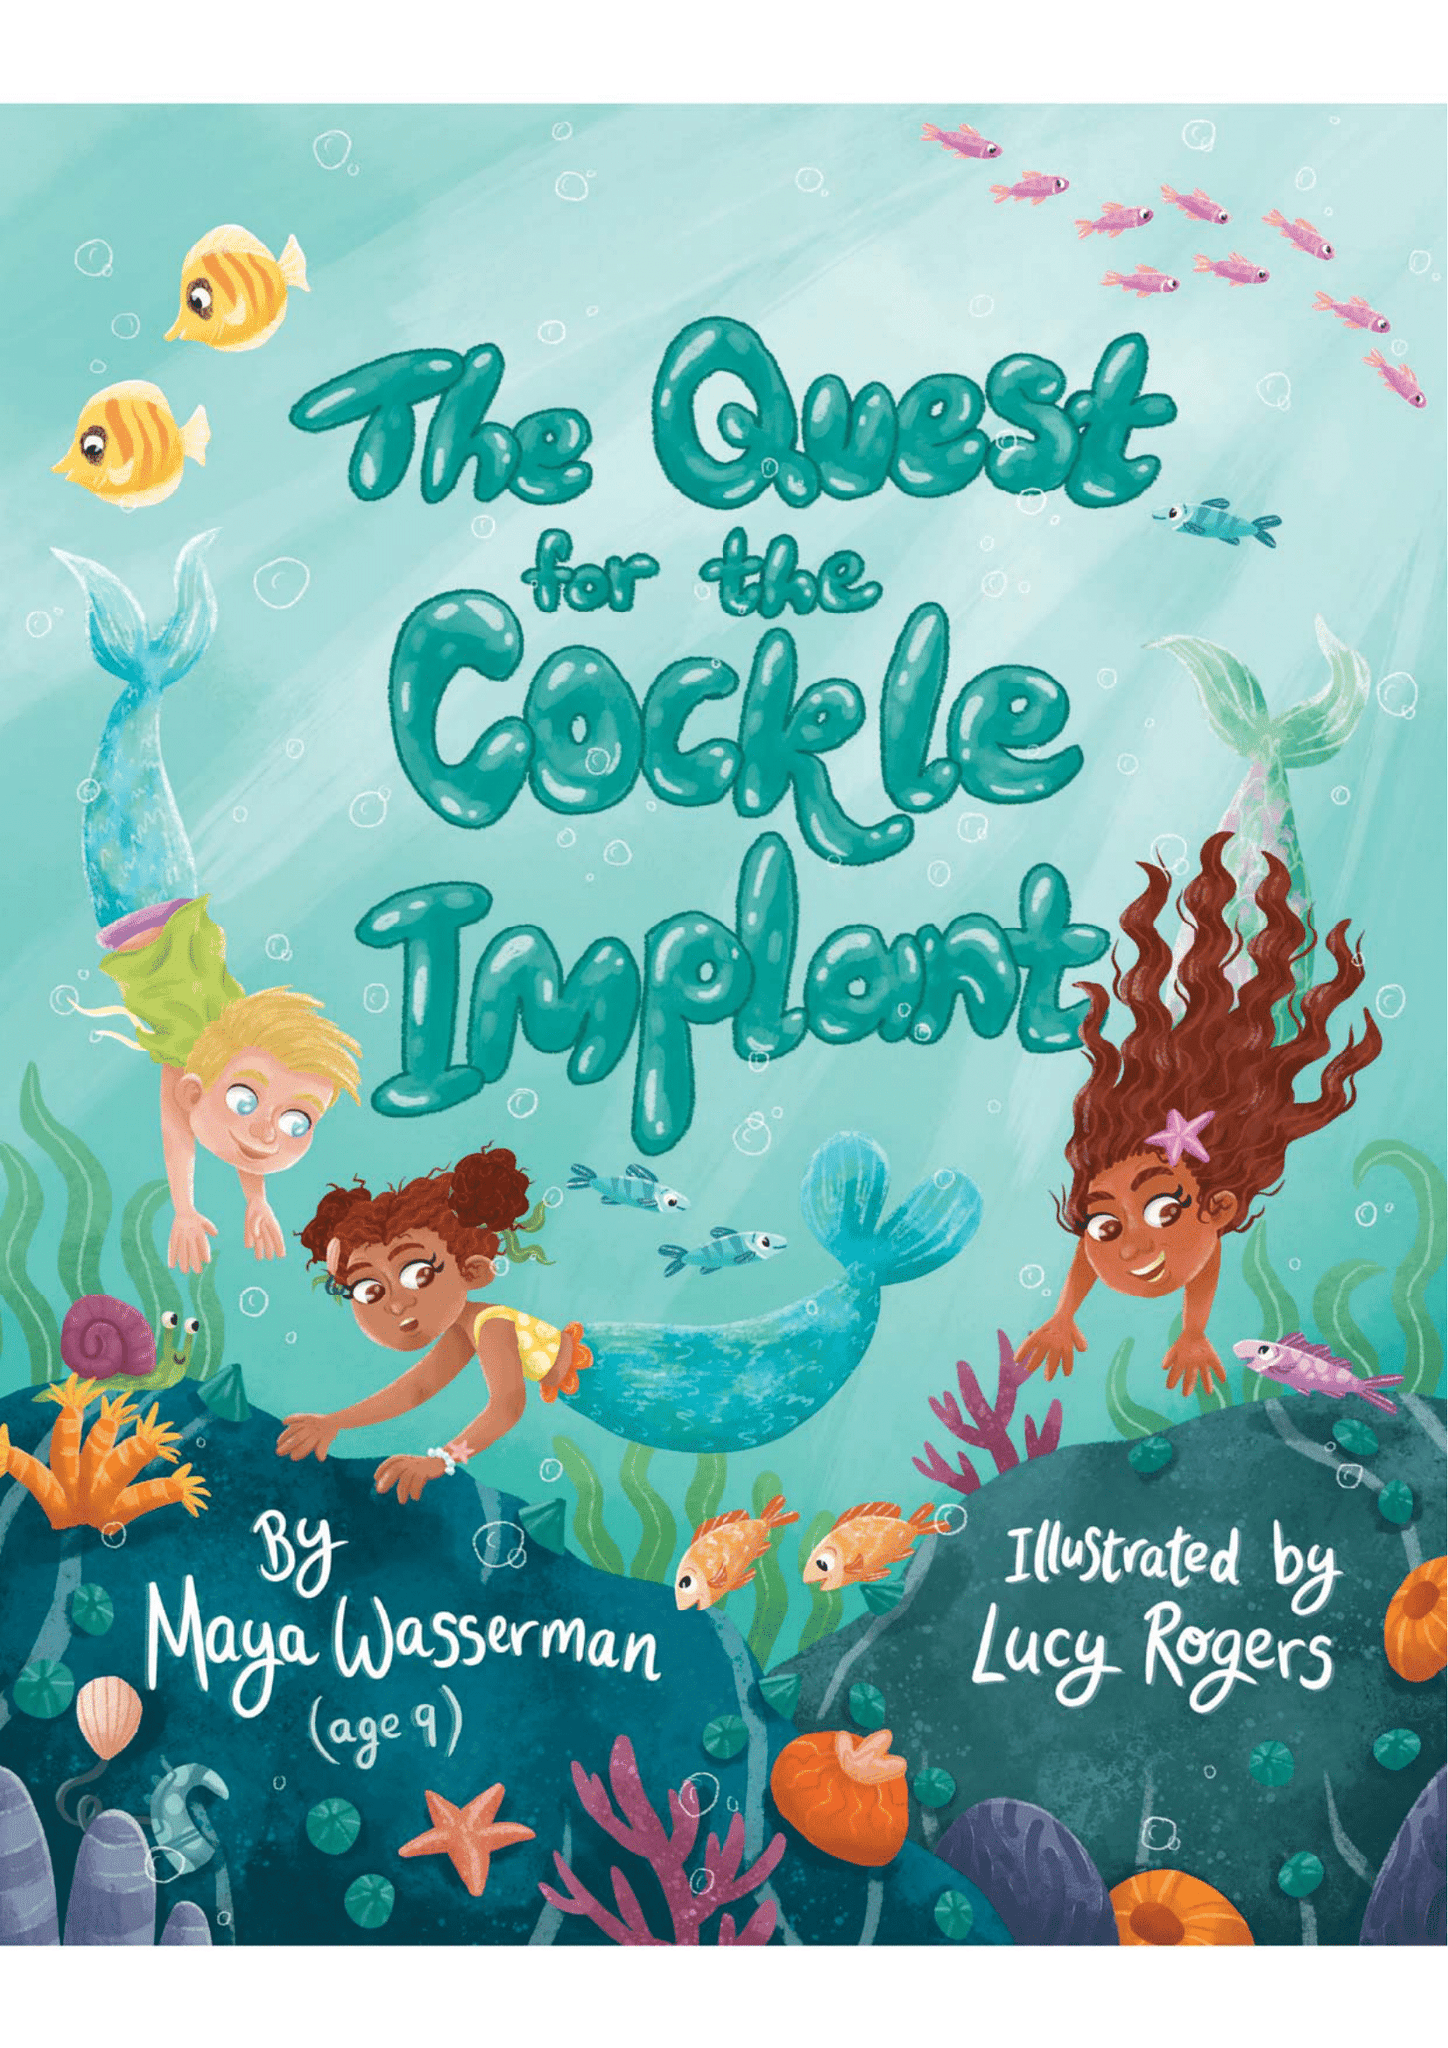 The Quest
for the
Cockle
Implant
By
Maya Wasserman
(age 9)
Illustrated by
Lucy Rogers